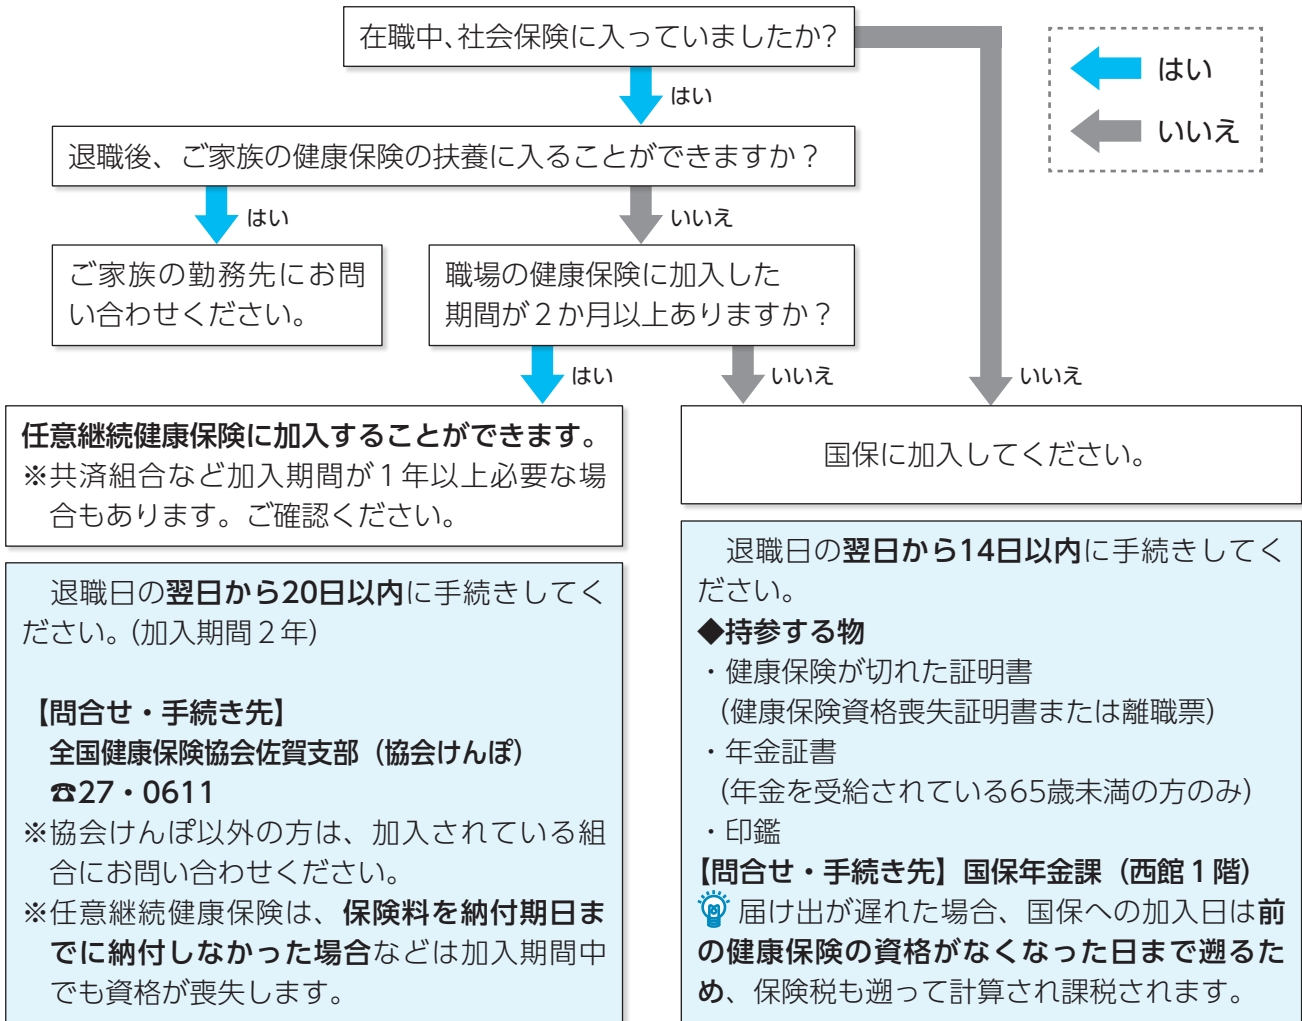 在職中、社会保険に入っていましたか?
はい
いいえ
はい
退職後、ご家族の健康保険の扶養に入ることができますか？
はい
いいえ
ご家族の勤務先にお問
い合わせください。
職場の健康保険に加入した
期間が２か月以上ありますか？
はい
いいえ
いいえ
任意継続健康保険に加入することができます。
※共済組合など加入期間が１年以上必要な場
合もあります。ご確認ください。
退職日の翌日から20日以内に手続きしてく
ださい。（加入期間２年）
【問合せ・手続き先】
全国健康保険協会佐賀支部（協会けんぽ）
☎27・0611
※協会けんぽ以外の方は、加入されている組
合にお問い合わせください。
※任意継続健康保険は、保険料を納付期日ま
でに納付しなかった場合などは加入期間中
でも資格が喪失します。
国保に加入してください。
退職日の翌日から14日以内に手続きしてく
ださい。
◆持参する物
・健康保険が切れた証明書
（健康保険資格喪失証明書または離職票）
・年金証書
（年金を受給されている65歳未満の方のみ）
・印鑑
【問合せ・手続き先】国保年金課（西館１階）
届け出が遅れた場合、国保への加入日は前
の健康保険の資格がなくなった日まで遡るた
め、保険税も遡って計算され課税されます。